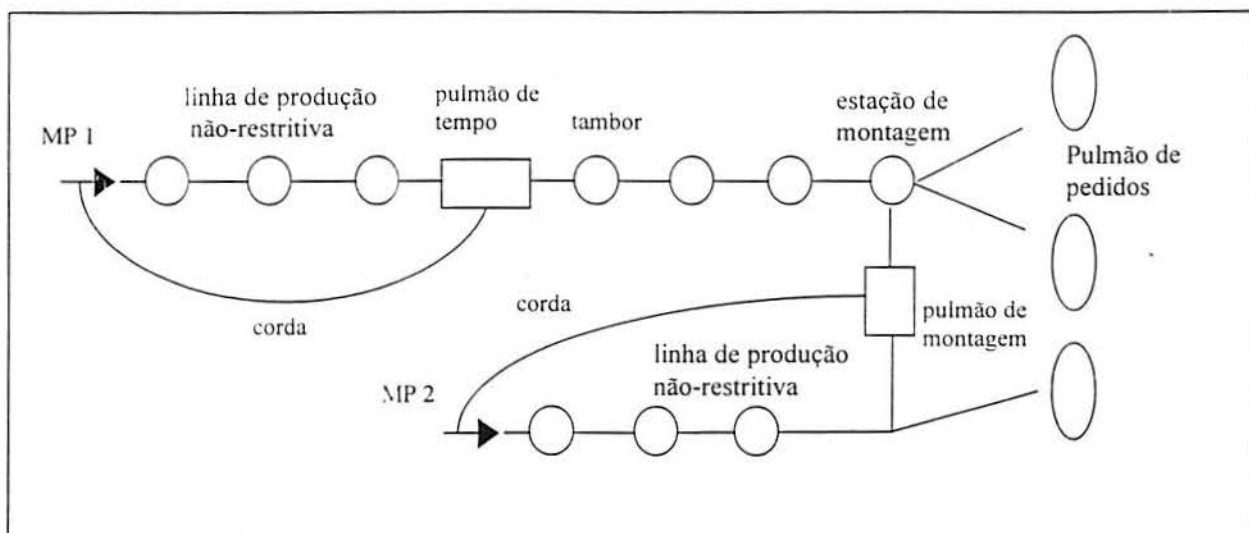 linha de produção
não-restritiva
pulmão de
tempo
tambor
estação de
montagem
MP 1
Pulmão de
pedidos
corda
corda
pulmão de
montagem
linha de produção
não-restritiva
MP 2